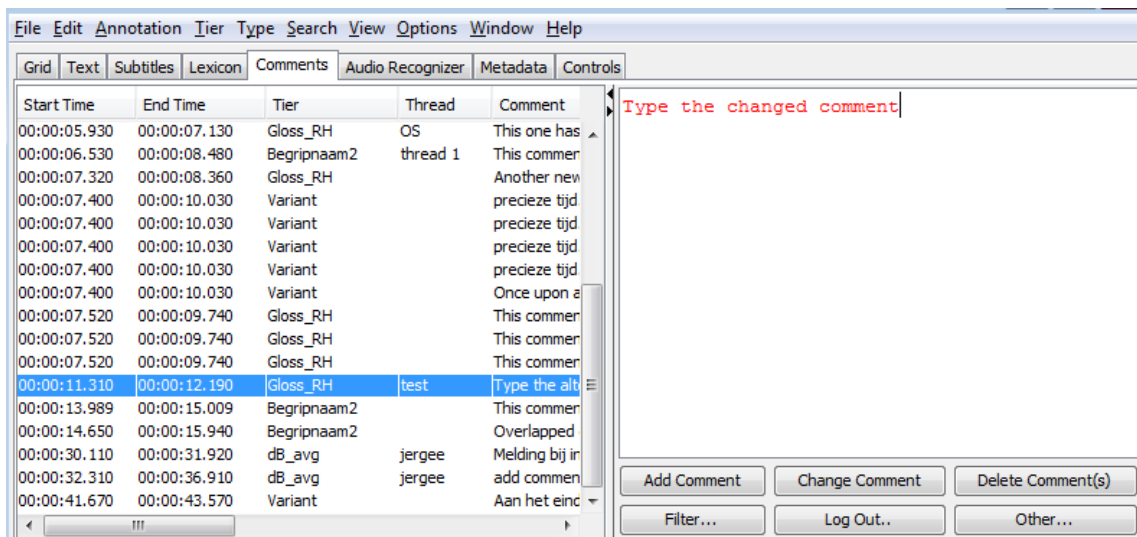 File Edit Annotation Tier Type Search View Options Window Help
Grid Text Subtitles Lexicon Comments Audio Recognizer Metadata Controls
Start Time End Time Tier Thread Comment
00:00:05.930 00:00:07.130 Gloss_RH OS This one has
00:00:06.530 00:00:08.480 Begripnaam2 thread 1 This commen
00:00:07.320 00:00:08.360 Gloss_RH Another new
00:00:07.400 00:00:10.030 Variant precieze tijd
00:00:07.400 00:00:10.030 Variant precieze tijd
00:00:07.400 00:00:10.030 Variant precieze tijd
00:00:07.400 00:00:10.030 Variant precieze tijd
00:00:07.400 00:00:10.030 Variant Once upon a
00:00:07.520 00:00:09.740 Gloss_RH This commen
00:00:07.520 00:00:09.740 Gloss_RH This commen
00:00:07.520 00:00:09.740 Gloss_RH This commen
00:00:11.310 00:00:12.190 Gloss_RH test Type the alt
00:00:13.989 00:00:15.009 Begripnaam2 This commen
00:00:14.650 00:00:15.940 Begripnaam2 Overlapped
00:00:30.110 00:00:31.920 dB_avg jergee Melding bij in
00:00:32.310 00:00:36.910 dB_avg jergee add commen
00:00:41.670 00:00:43.570 Variant Aan het eind
Type the changed comment
Add Comment Change Comment Delete Comment(s)
Filter... Log Out.. Other...